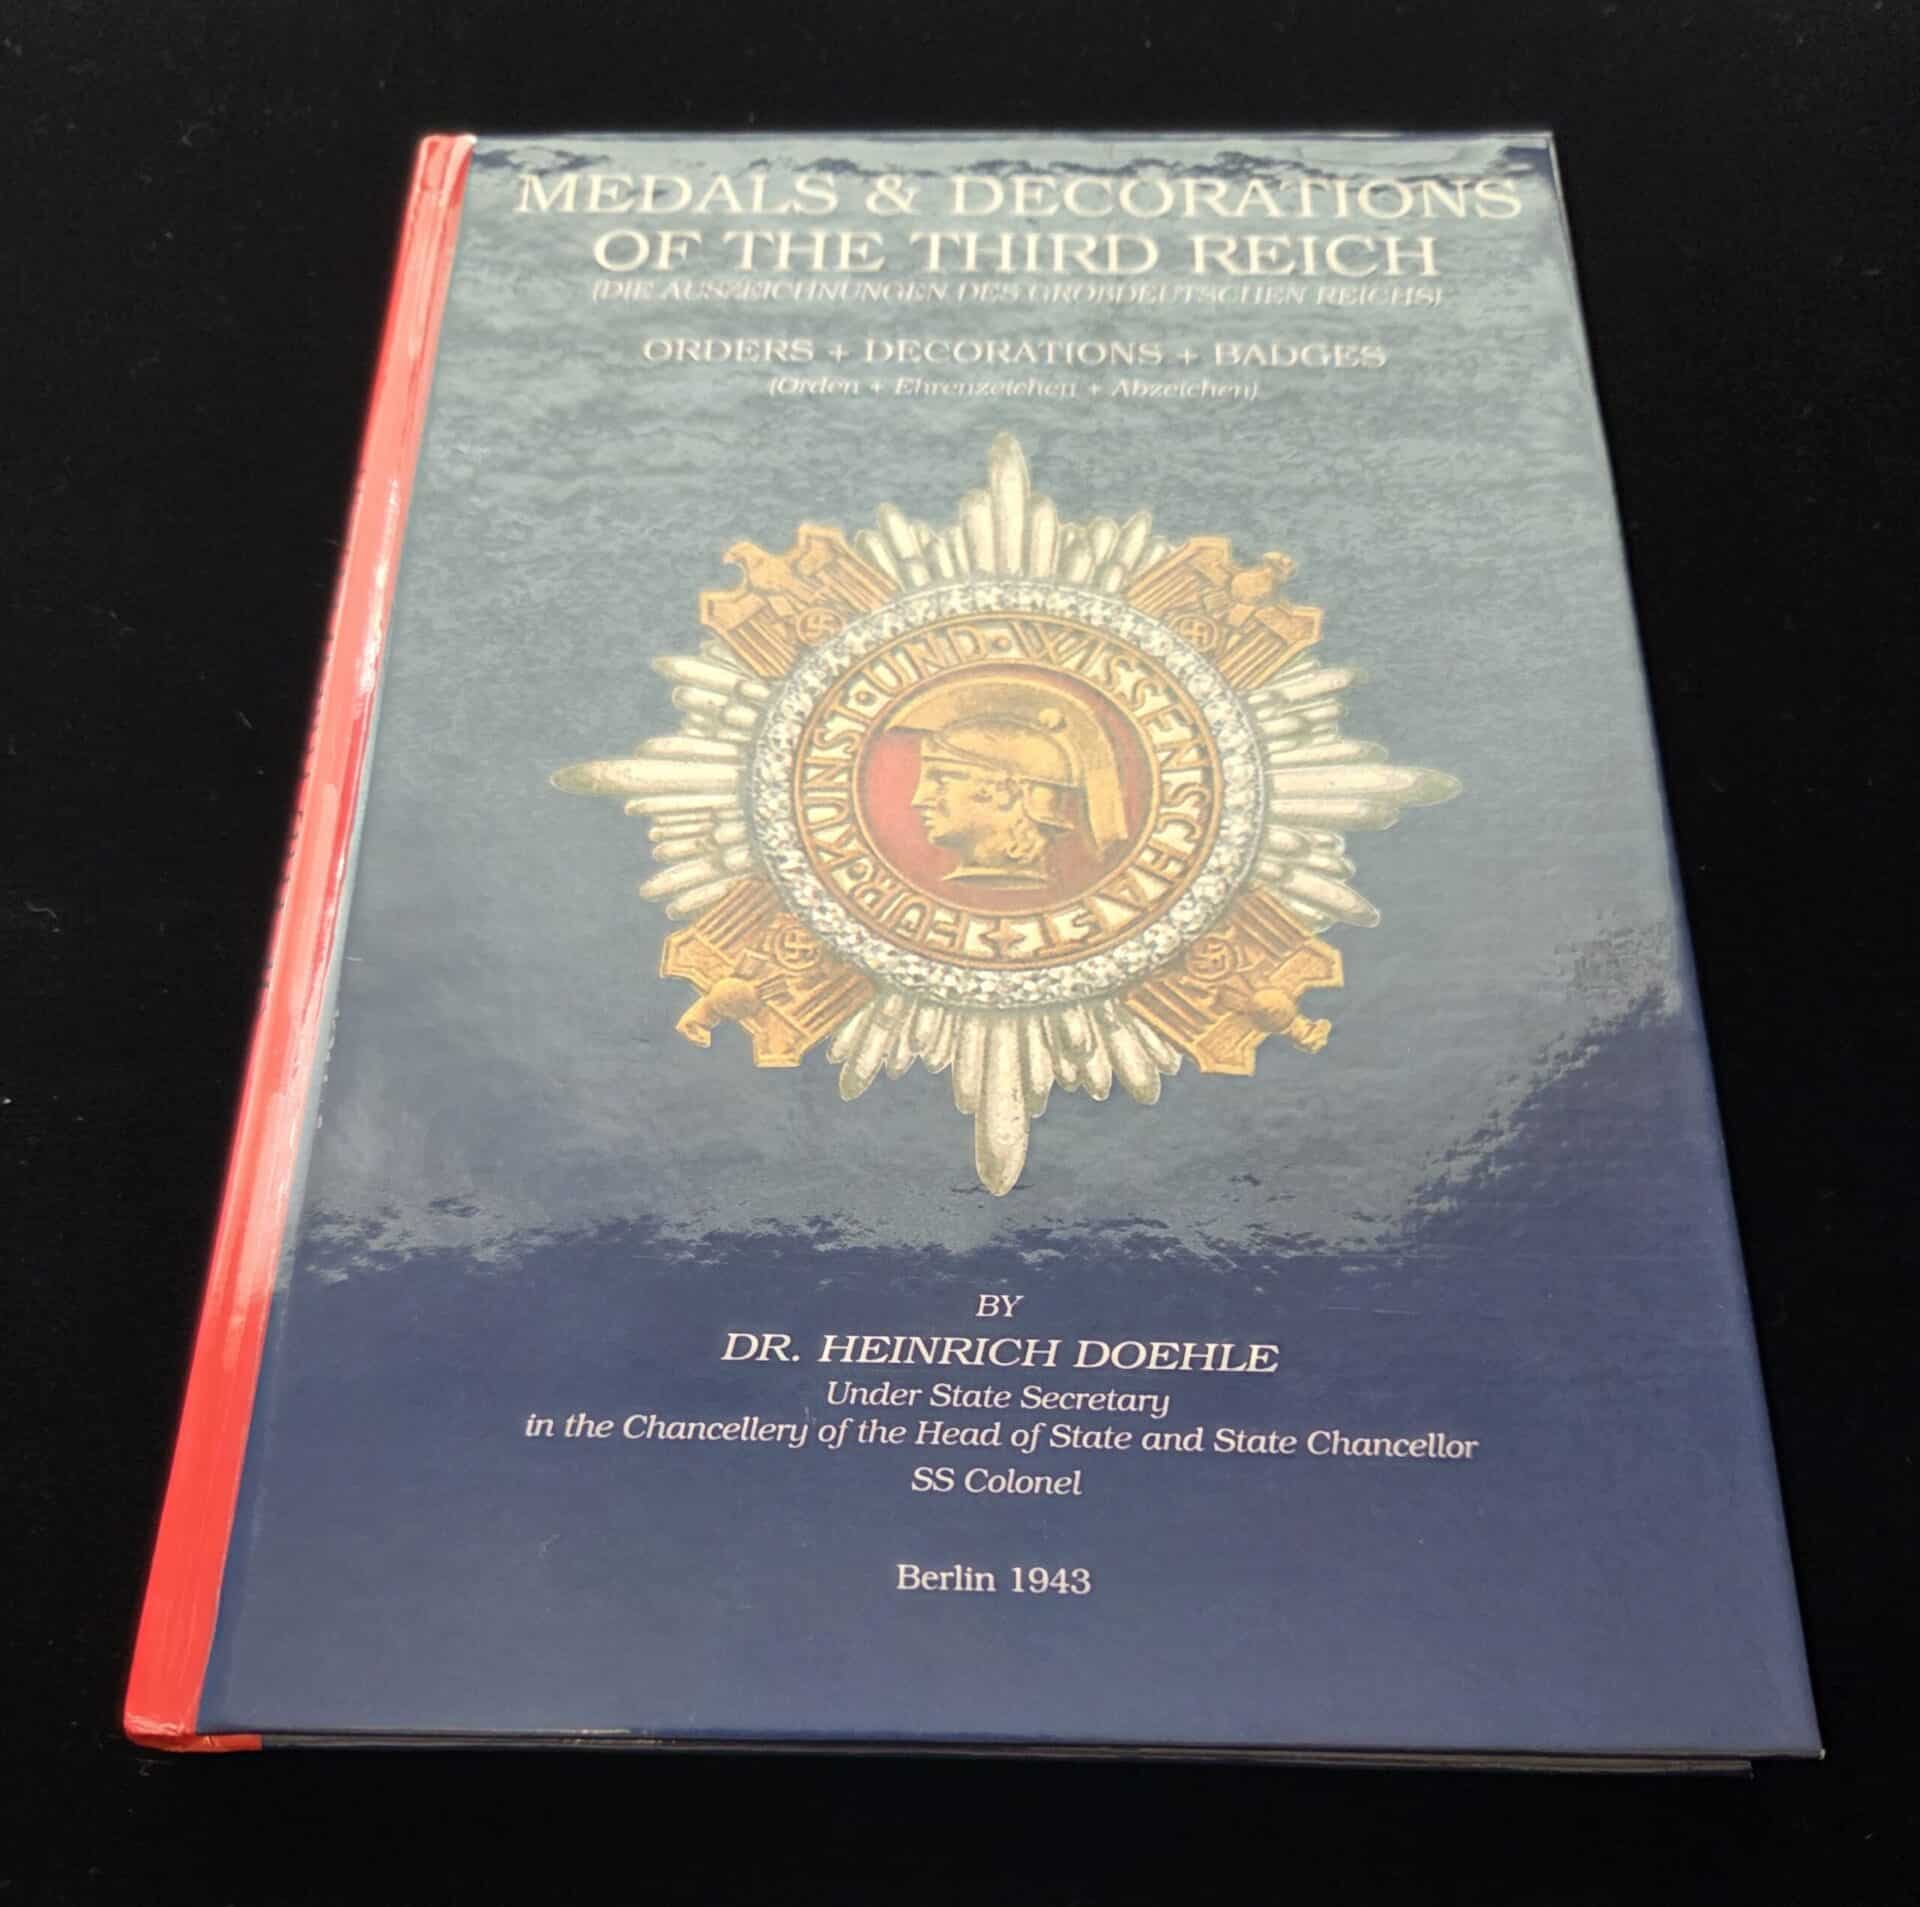 MEDALS & DECORATIONS
OF THE THIRD REICH
(DIE AUSZEICHNUNGEN DES GROßDEUTSCHEN REICHS)
ORDERS + DECORATIONS + BADGES
(Orden + Ehrenzeichen + Abzeichen)
FÜR · KUNST · UND · WISSENSCHAFT
BY
DR. HEINRICH DOEHLE
Under State Secretary
in the Chancellery of the Head of State and State Chancellor
SS Colonel
Berlin 1943